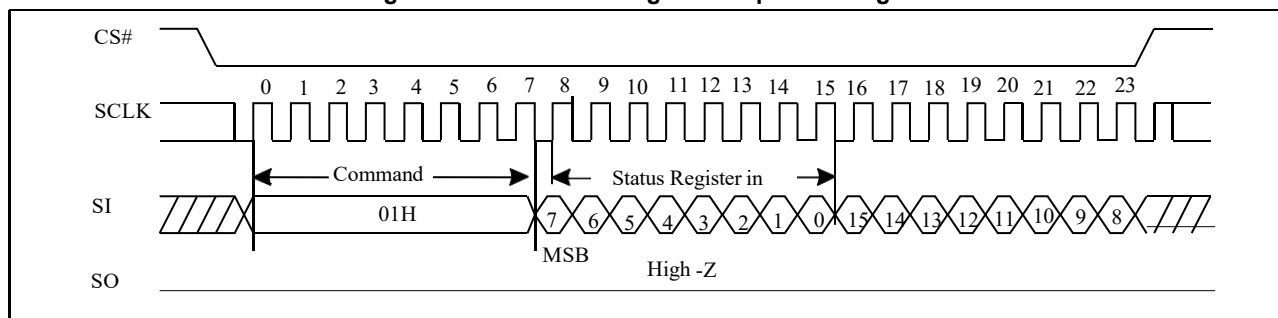 CS#
0 1 2 3 4 5 6 7 8 9 10 11 12 13 14 15 16 17 18 19 20 21 22 23
SCLK
Command Status Register in
SI 01H 7 6 5 4 3 2 1 0 15 14 13 12 11 10 9 8
MSB
High -Z
SO